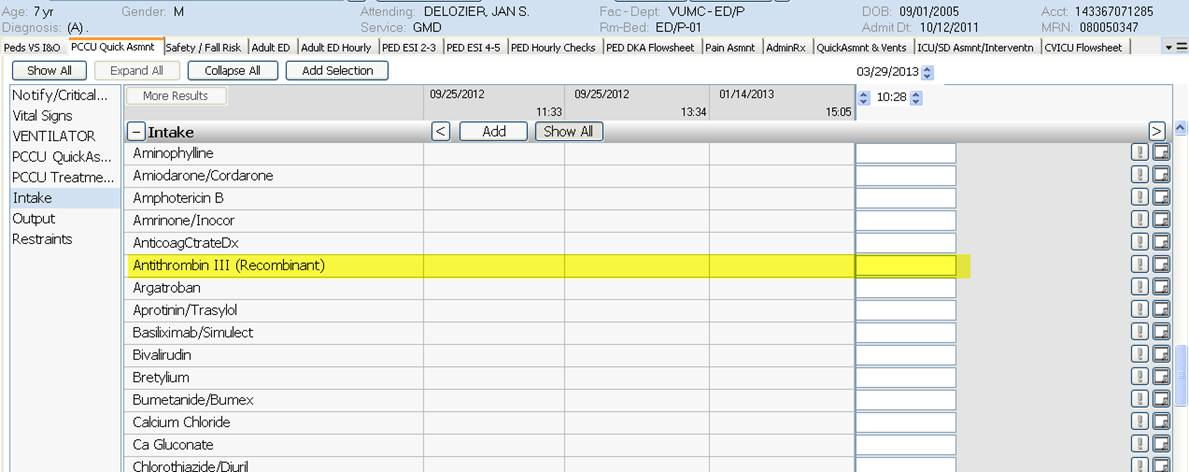 Age: 7 yr Gender: M Attending: DELOZIER, JAN S. Fac-Dept: VUMC - ED/P DOB: 09/01/2005 Acct: 143367071285
Diagnosis: (A) . Service: GMD Rm-Bed: ED/P-01 Admit Dt: 10/12/2011 MRN: 080050347
Peds VS I&O PCCU Quick Asmnt Safety / Fall Risk Adult ED Adult ED Hourly PED ESI 2-3 PED ESI 4-5 PED Hourly Checks PED DKA Flowsheet Pain Asmnt AdminRx QuickAsmnt & Vents ICU/SD Asmnt/Interventn CVICU Flowsheet
Show All Expand All Collapse All Add Selection 03/29/2013
Notify/Critical... More Results 09/25/2012 09/25/2012 01/14/2013 10:28
Vital Signs 11:33 13:34 15:05
VENTILATOR − Intake < Add Show All >
PCCU QuickAs... Aminophylline
PCCU Treatme... Amiodarone/Cordarone
Intake Amphotericin B
Output Amrinone/Inocor
Restraints AnticoagCtrateDx
Antithrombin III (Recombinant)
Argatroban
Aprotinin/Trasylol
Basiliximab/Simulect
Bivalirudin
Bretylium
Bumetanide/Bumex
Calcium Chloride
Ca Gluconate
Chlorothiazide/Diuril